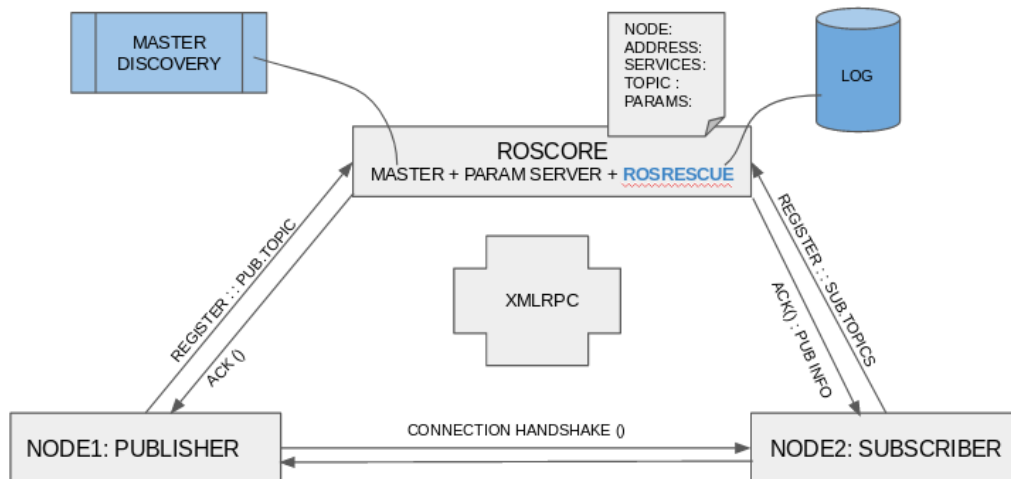 MASTER
DISCOVERY
NODE:
ADDRESS:
SERVICES:
TOPIC :
PARAMS:
LOG
ROSCORE
MASTER + PARAM SERVER + ROSRESCUE
REGISTER : : PUB.TOPIC
ACK ()
XMLRPC
REGISTER : : SUB.TOPICS
ACK() : PUB INFO
CONNECTION HANDSHAKE ()
NODE1: PUBLISHER
NODE2: SUBSCRIBER